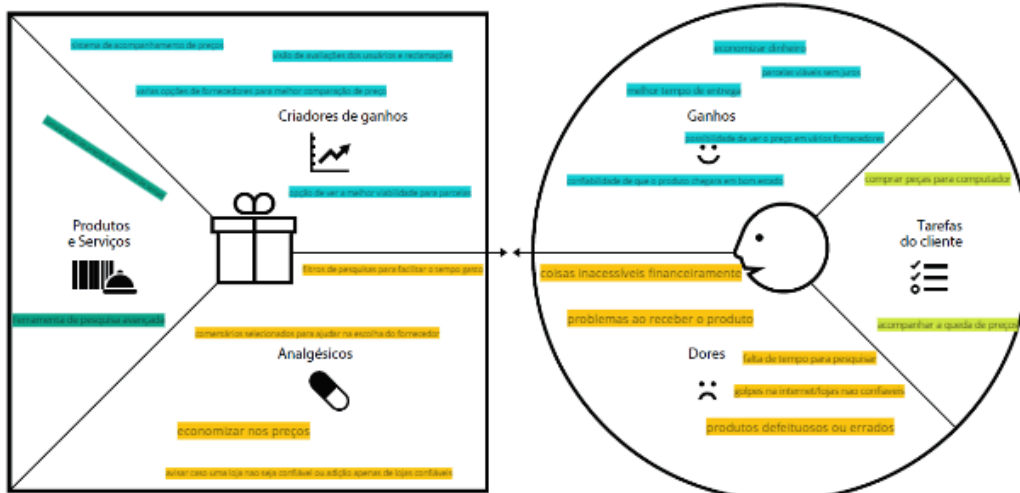 sistema de acompanhamento de preços
visão de avaliações dos usuários e reclamações
varias opções de fornecedores para melhor comparação de preço
Criadores de ganhos
opção de ver a melhor viabilidade para parcelas
Produtos
e Serviços
ferramenta de pesquisa avançada
filtros de pesquisas para facilitar o tempo gasto
comentários selecionados para ajudar na escolha do fornecedor
Analgésicos
economizar nos preços
avisar caso uma loja nao seja confiável ou adição apenas de lojas confiáveis
economizar dinheiro
parcelas viáveis sem juros
melhor tempo de entrega
Ganhos
possibilidade de ver o preço em vários fornecedores
confiabilidade de que o produto chegara em bom estado
comprar peças para computador
Tarefas
do cliente
acompanhar a queda de preços
coisas inacessíveis financeiramente
problemas ao receber o produto
Dores
falta de tempo para pesquisar
golpes na internet/lojas nao confiaveis
produtos defeituosos ou errados